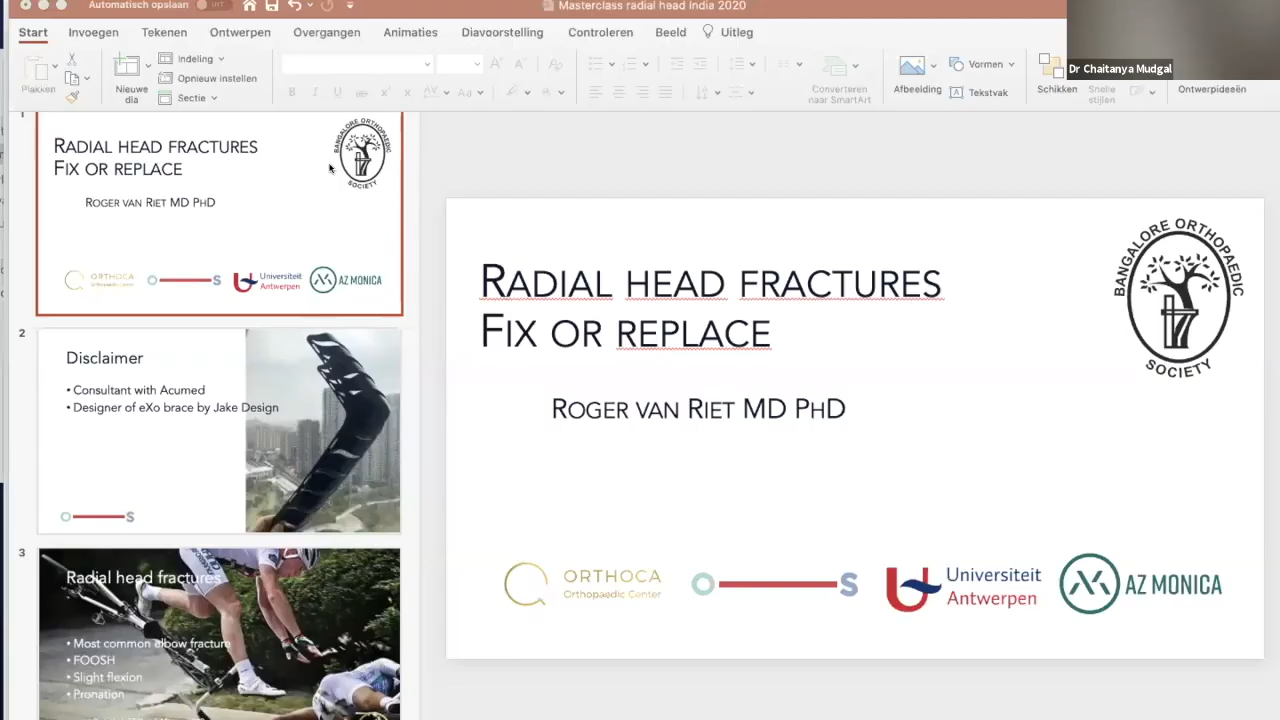 Automatisch opslaan UIT
Masterclass radial head India 2020
Start Invoegen Tekenen Ontwerpen Overgangen Animaties Diavoorstelling Controleren Beeld Uitleg
Plakken
Nieuwe
dia
Indeling
Opnieuw instellen
Sectie
Converteren
naar SmartArt
Afbeelding
Vormen
Tekstvak
Schikken
Snelle
stijlen
Ontwerpideeën
Dr Chaitanya Mudgal
1
RADIAL HEAD FRACTURES
FIX OR REPLACE
ROGER VAN RIET MD PHD
BANGALORE ORTHOPAEDIC
SOCIETY
ORTHOCA
Orthopaedic Center
O S
Universiteit
Antwerpen
AZ MONICA
2
Disclaimer
• Consultant with Acumed
• Designer of eXo brace by Jake Design
O S
3
Radial head fractures
• Most common elbow fracture
• FOOSH
• Slight flexion
• Pronation
RADIAL HEAD FRACTURES
FIX OR REPLACE
ROGER VAN RIET MD PHD
BANGALORE ORTHOPAEDIC
SOCIETY
ORTHOCA
Orthopaedic Center
O S
Universiteit
Antwerpen
AZ MONICA